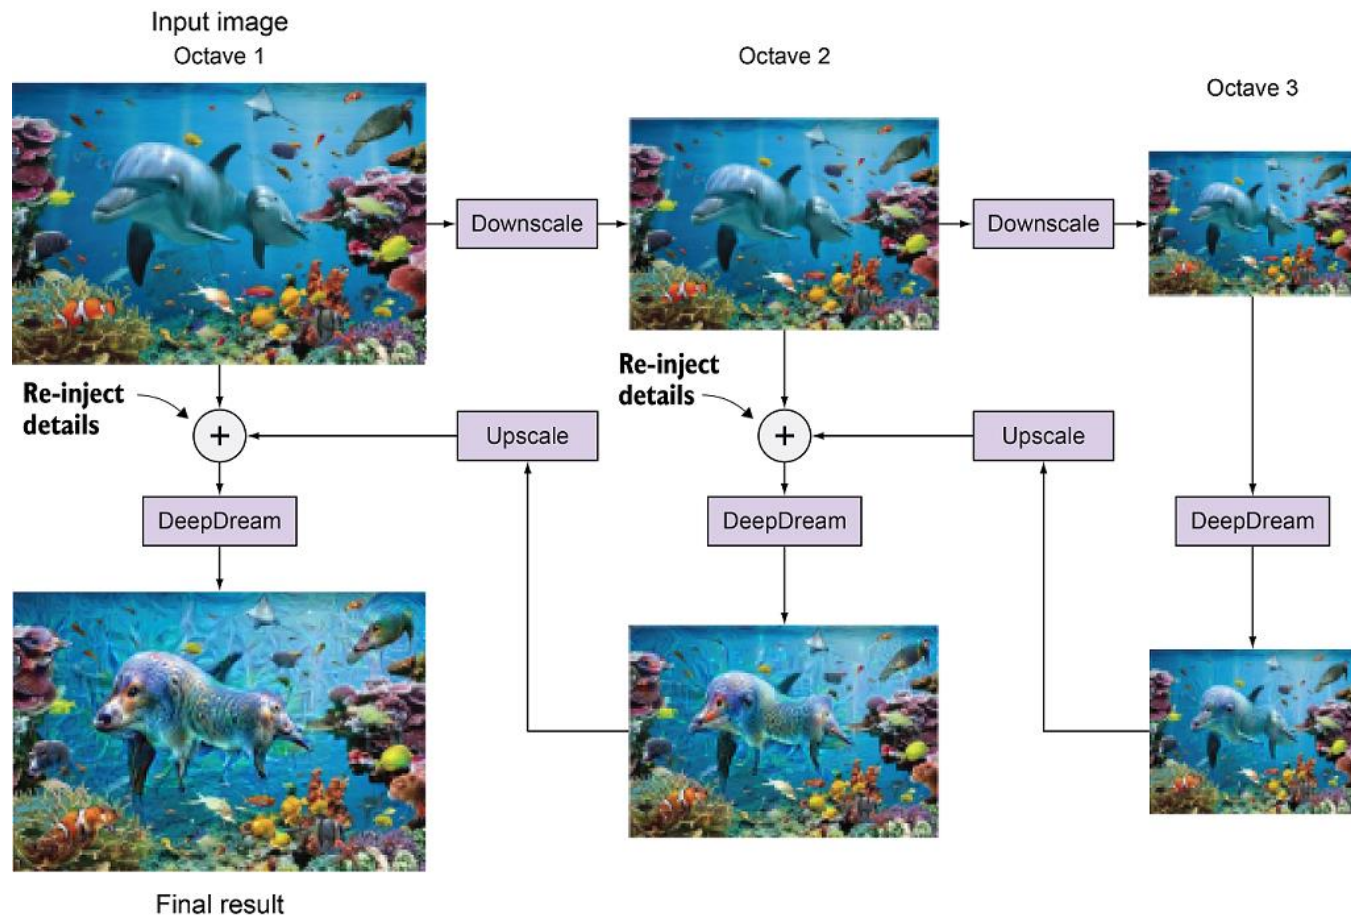 Input image
Octave 1
Octave 2
Octave 3
Downscale
Downscale
Re-inject
details
Re-inject
details
+
Upscale
+
Upscale
DeepDream
DeepDream
DeepDream
Final result